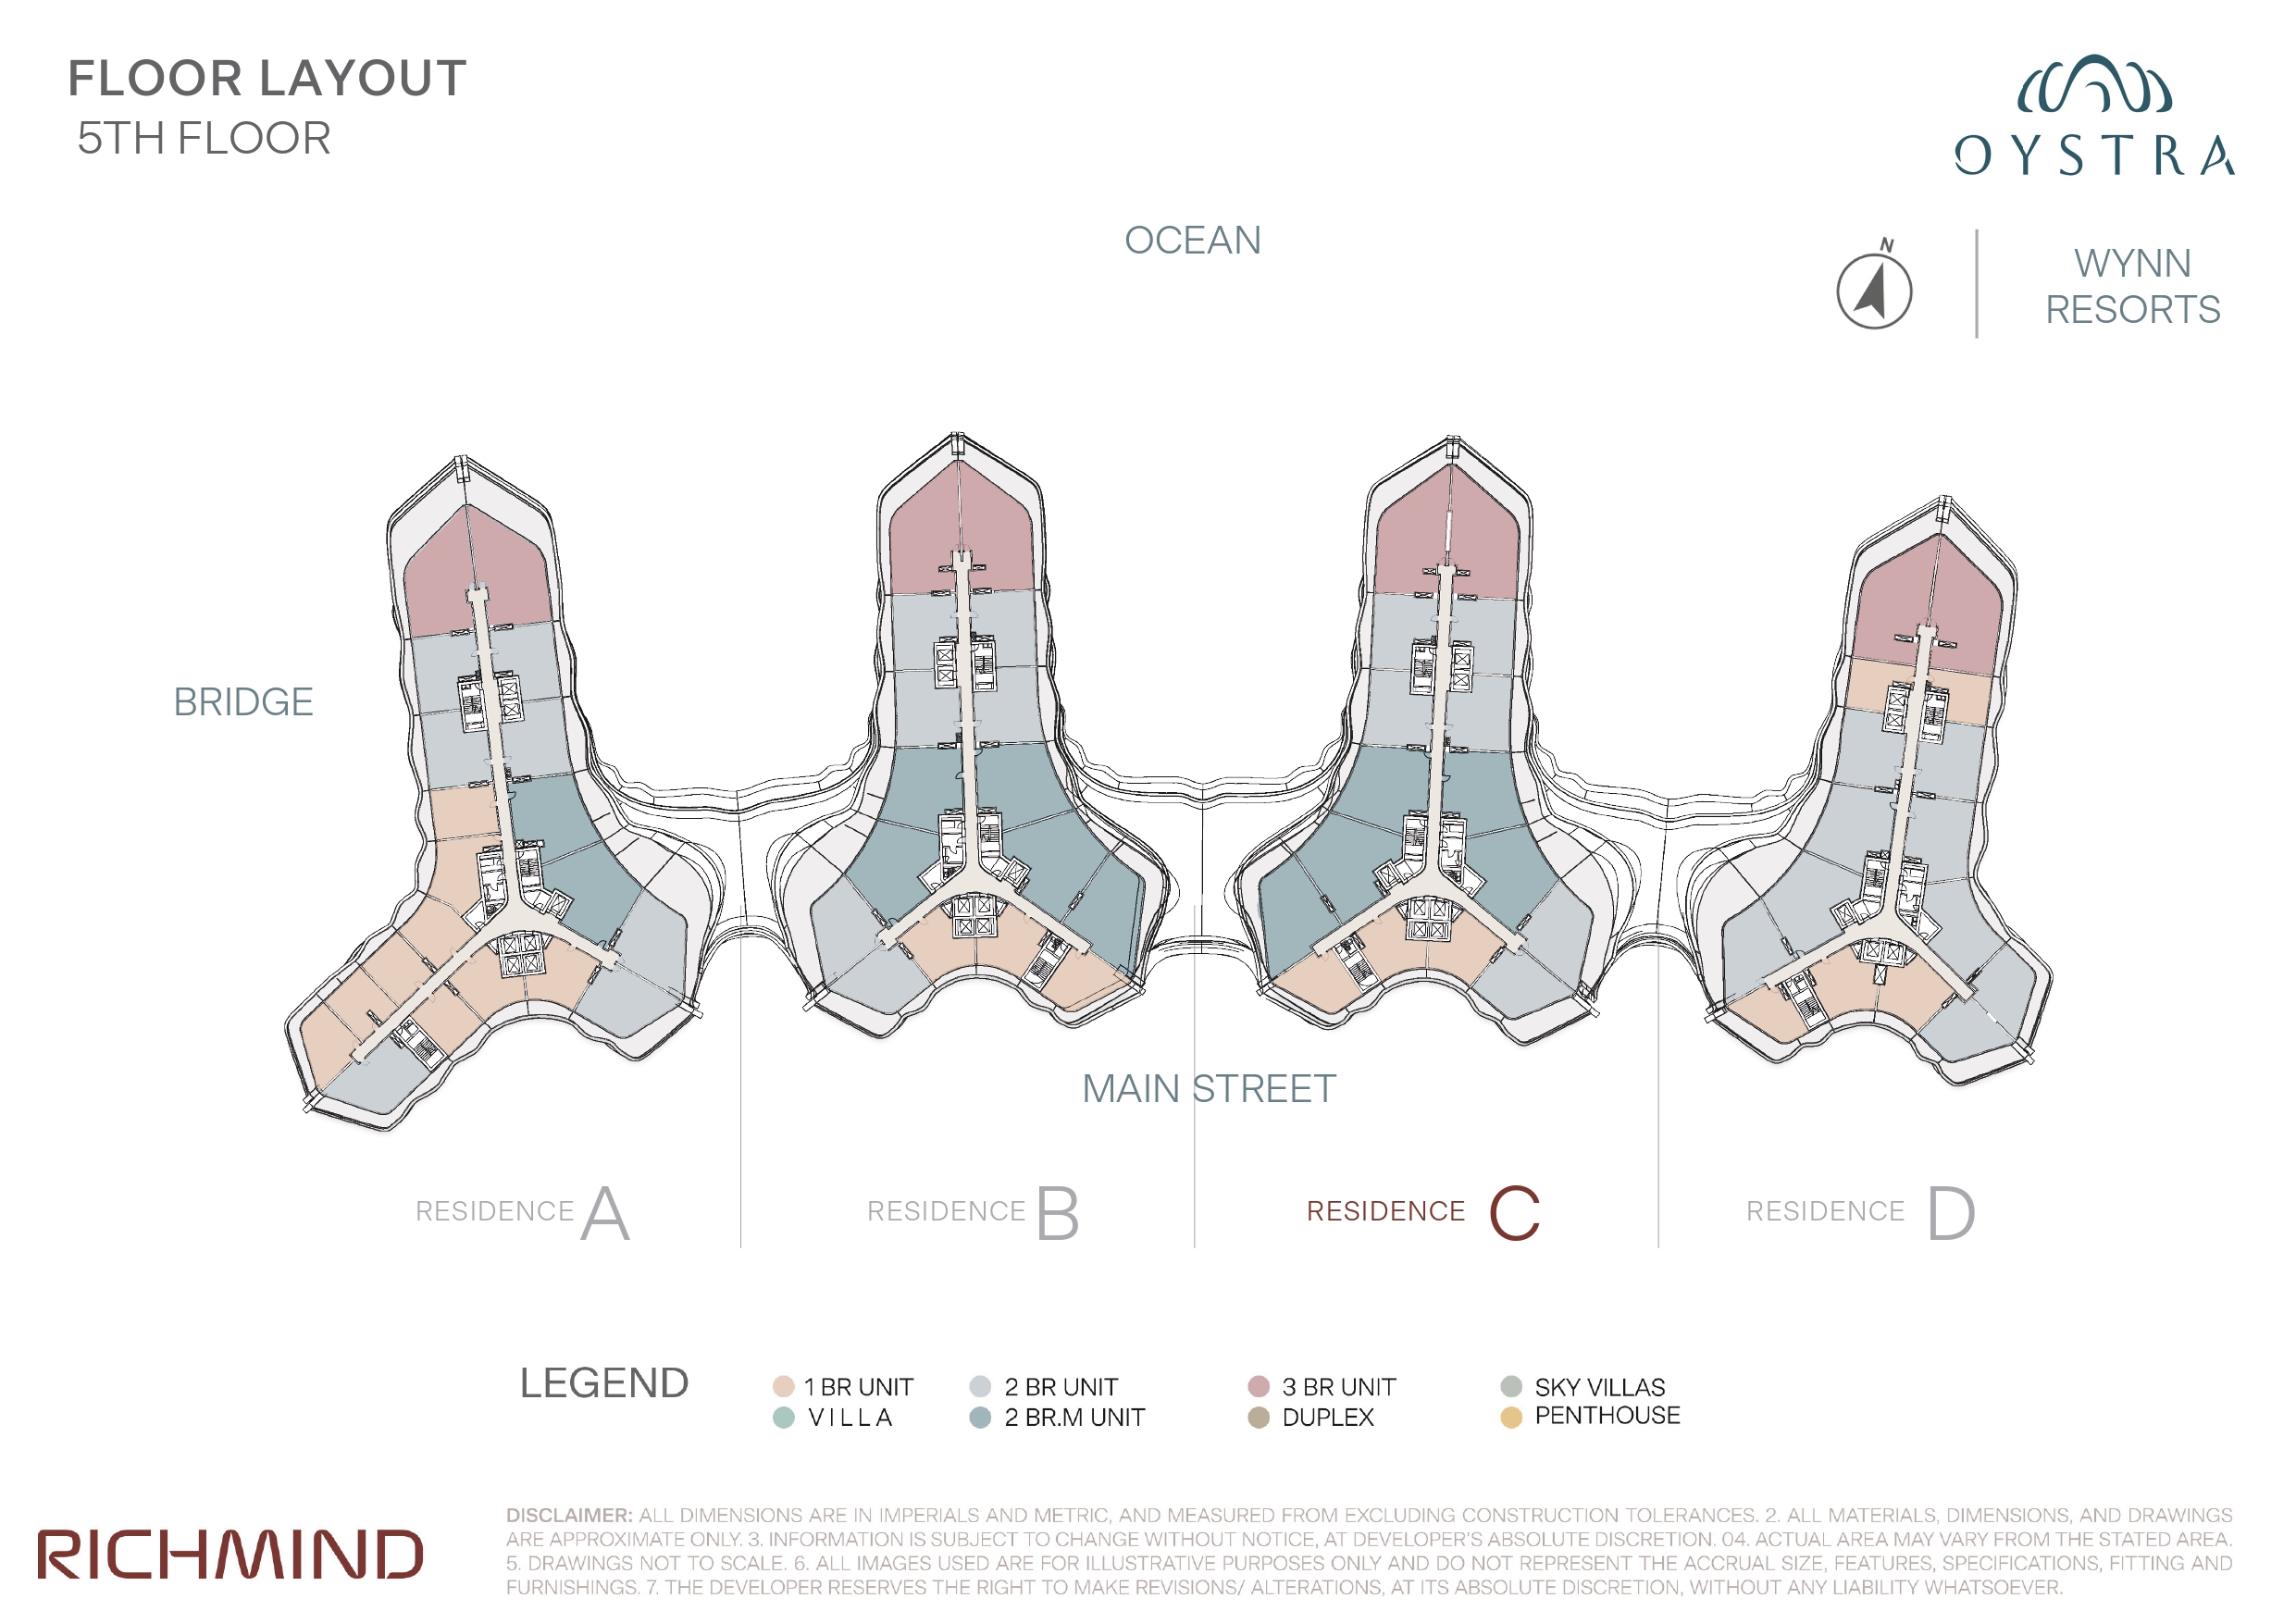 FLOOR LAYOUT
5TH FLOOR
OYSTRA
OCEAN
N
WYNN
RESORTS
BRIDGE
MAIN STREET
RESIDENCE A
RESIDENCE B
RESIDENCE C
RESIDENCE D
LEGEND
1 BR UNIT
2 BR UNIT
3 BR UNIT
SKY VILLAS
VILLA
2 BR.M UNIT
DUPLEX
PENTHOUSE
RICHMIND
DISCLAIMER: ALL DIMENSIONS ARE IN IMPERIALS AND METRIC, AND MEASURED FROM EXCLUDING CONSTRUCTION TOLERANCES. 2. ALL MATERIALS, DIMENSIONS, AND DRAWINGS
ARE APPROXIMATE ONLY. 3. INFORMATION IS SUBJECT TO CHANGE WITHOUT NOTICE, AT DEVELOPER'S ABSOLUTE DISCRETION. 04. ACTUAL AREA MAY VARY FROM THE STATED AREA.
5. DRAWINGS NOT TO SCALE. 6. ALL IMAGES USED ARE FOR ILLUSTRATIVE PURPOSES ONLY AND DO NOT REPRESENT THE ACCRUAL SIZE, FEATURES, SPECIFICATIONS, FITTING AND
FURNISHINGS. 7. THE DEVELOPER RESERVES THE RIGHT TO MAKE REVISIONS/ ALTERATIONS, AT ITS ABSOLUTE DISCRETION, WITHOUT ANY LIABILITY WHATSOEVER.